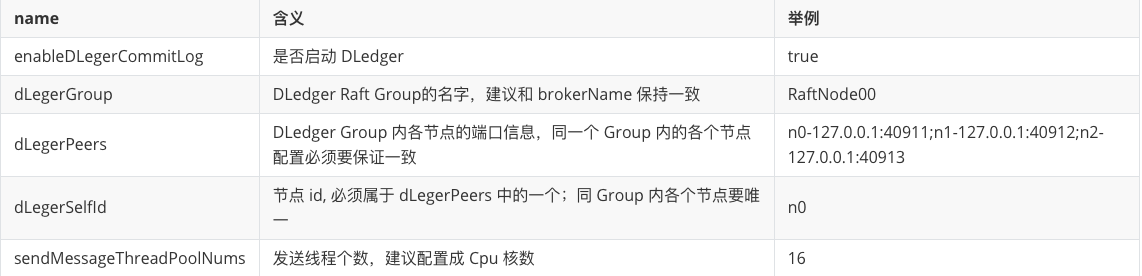 name 含义 举例
enableDLegerCommitLog 是否启动 DLedger true
dLegerGroup DLedger Raft Group的名字，建议和 brokerName 保持一致 RaftNode00
dLegerPeers DLedger Group 内各节点的端口信息，同一个 Group 内的各个节点 n0-127.0.0.1:40911;n1-127.0.0.1:40912;n2-
配置必须要保证一致 127.0.0.1:40913
dLegerSelfId 节点 id, 必须属于 dLegerPeers 中的一个；同 Group 内各个节点要唯 n0
一
sendMessageThreadPoolNums 发送线程个数，建议配置成 Cpu 核数 16